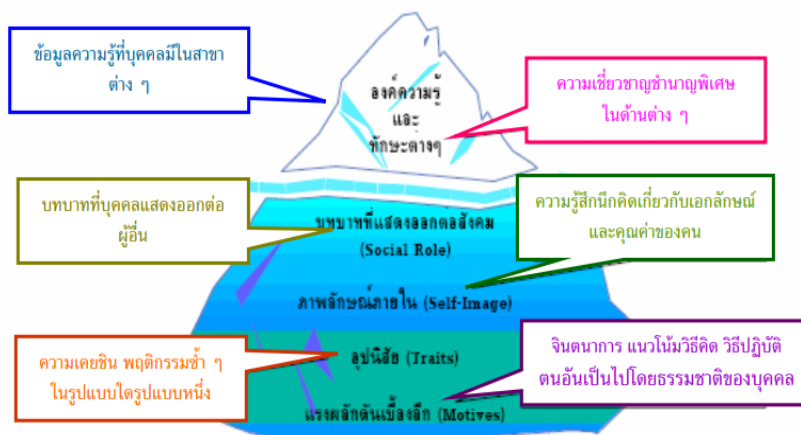 ข้อมูลความรู้ที่บุคคลมีในสาขา
ต่าง ๆ
องค์ความรู้
และ
ทักษะต่างๆ
ความเชี่ยวชาญชำนาญพิเศษ
ในด้านต่าง ๆ
บทบาทที่บุคคลแสดงออกต่อ
ผู้อื่น
บทบาทที่แสดงออกต่อสังคม
(Social Role)
ความรู้สึกนึกคิดเกี่ยวกับเอกลักษณ์
และคุณค่าของคน
ภาพลักษณ์ภายใน (Self-Image)
ความเคยชิน พฤติกรรมซ้ำ ๆ
ในรูปแบบใดรูปแบบหนึ่ง
อุปนิสัย (Traits)
จินตนาการ แนวโน้มวิธีคิด วิธีปฏิบัติ
ตนอันเป็นไปโดยธรรมชาติของบุคคล
แรงผลักดันเบื้องลึก (Motives)